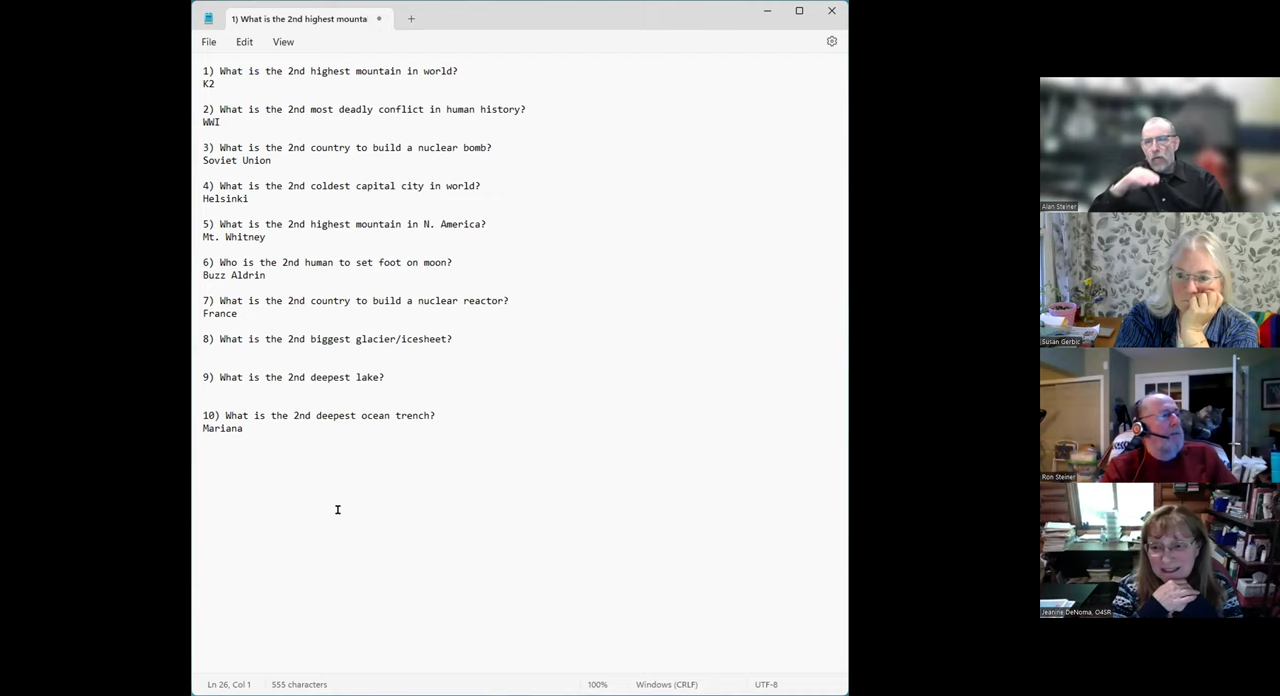 1) What is the 2nd highest mounta
File Edit View
1) What is the 2nd highest mountain in world?
K2
2) What is the 2nd most deadly conflict in human history?
WWI
3) What is the 2nd country to build a nuclear bomb?
Soviet Union
4) What is the 2nd coldest capital city in world?
Helsinki
5) What is the 2nd highest mountain in N. America?
Mt. Whitney
6) Who is the 2nd human to set foot on moon?
Buzz Aldrin
7) What is the 2nd country to build a nuclear reactor?
France
8) What is the 2nd biggest glacier/icesheet?
9) What is the 2nd deepest lake?
10) What is the 2nd deepest ocean trench?
Mariana
Ln 26, Col 1 555 characters 100% Windows (CRLF) UTF-8
Alan Steiner
Susan Gerbic
Ron Steiner
Jeanine DeNoma, O4SR